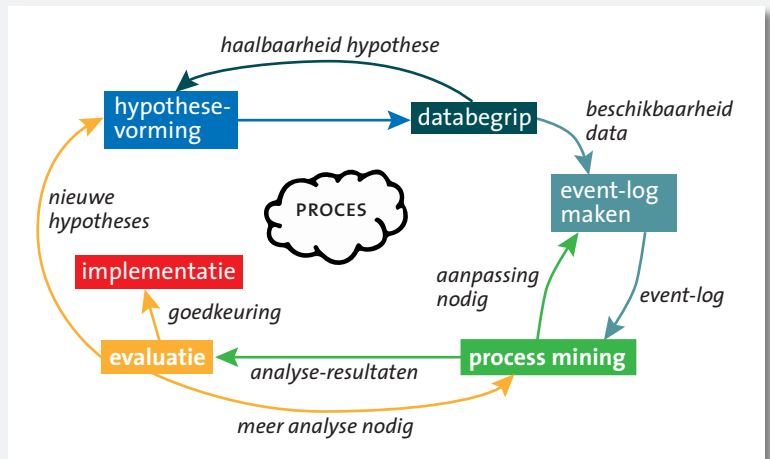 haalbaarheid hypothese
hypothese-
vorming
databegrip
beschikbaarheid
data
event-log
maken
nieuwe
hypotheses
PROCES
implementatie
goedkeuring
aanpassing
nodig
event-log
evaluatie
analyse-resultaten
process mining
meer analyse nodig